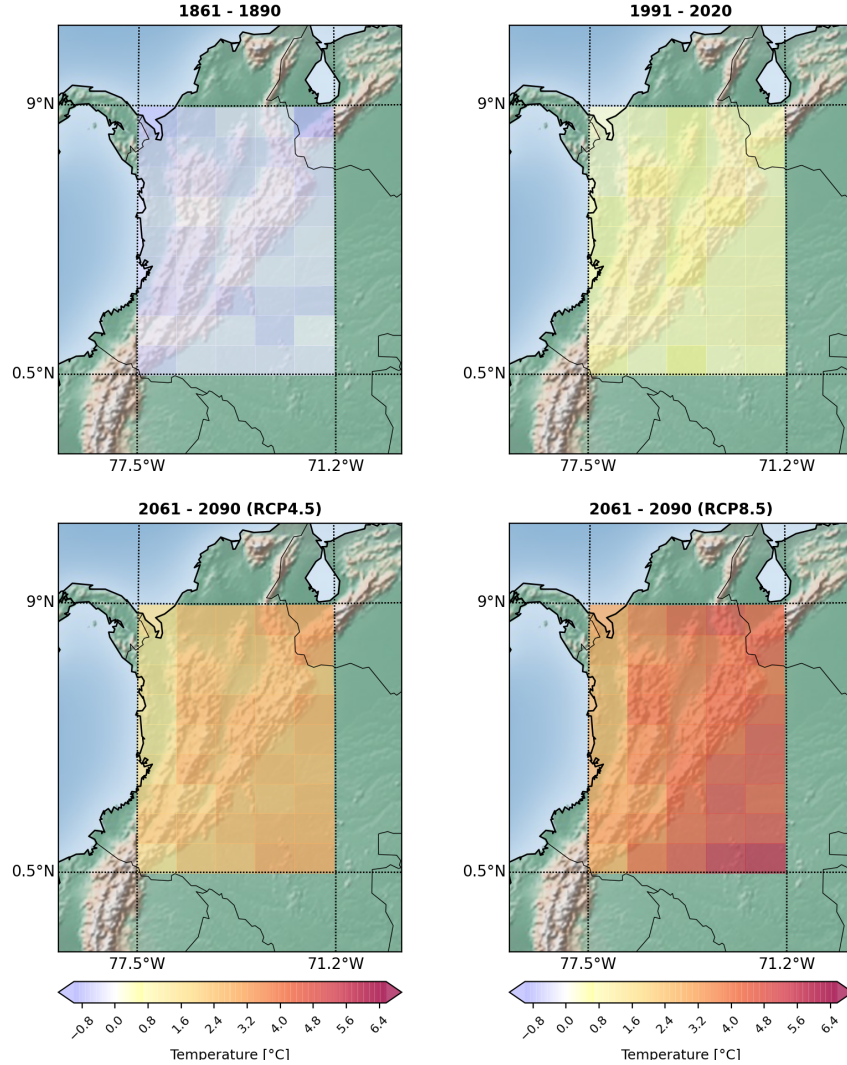 1861 - 1890
1991 - 2020
9°N
9°N
0.5°N
0.5°N
77.5°W
71.2°W
77.5°W
71.2°W
2061 - 2090 (RCP4.5)
2061 - 2090 (RCP8.5)
9°N
9°N
0.5°N
0.5°N
77.5°W
71.2°W
77.5°W
71.2°W
−0.8 0.0 0.8 1.6 2.4 3.2 4.0 4.8 5.6 6.4
−0.8 0.0 0.8 1.6 2.4 3.2 4.0 4.8 5.6 6.4
Temperature [°C]
Temperature [°C]